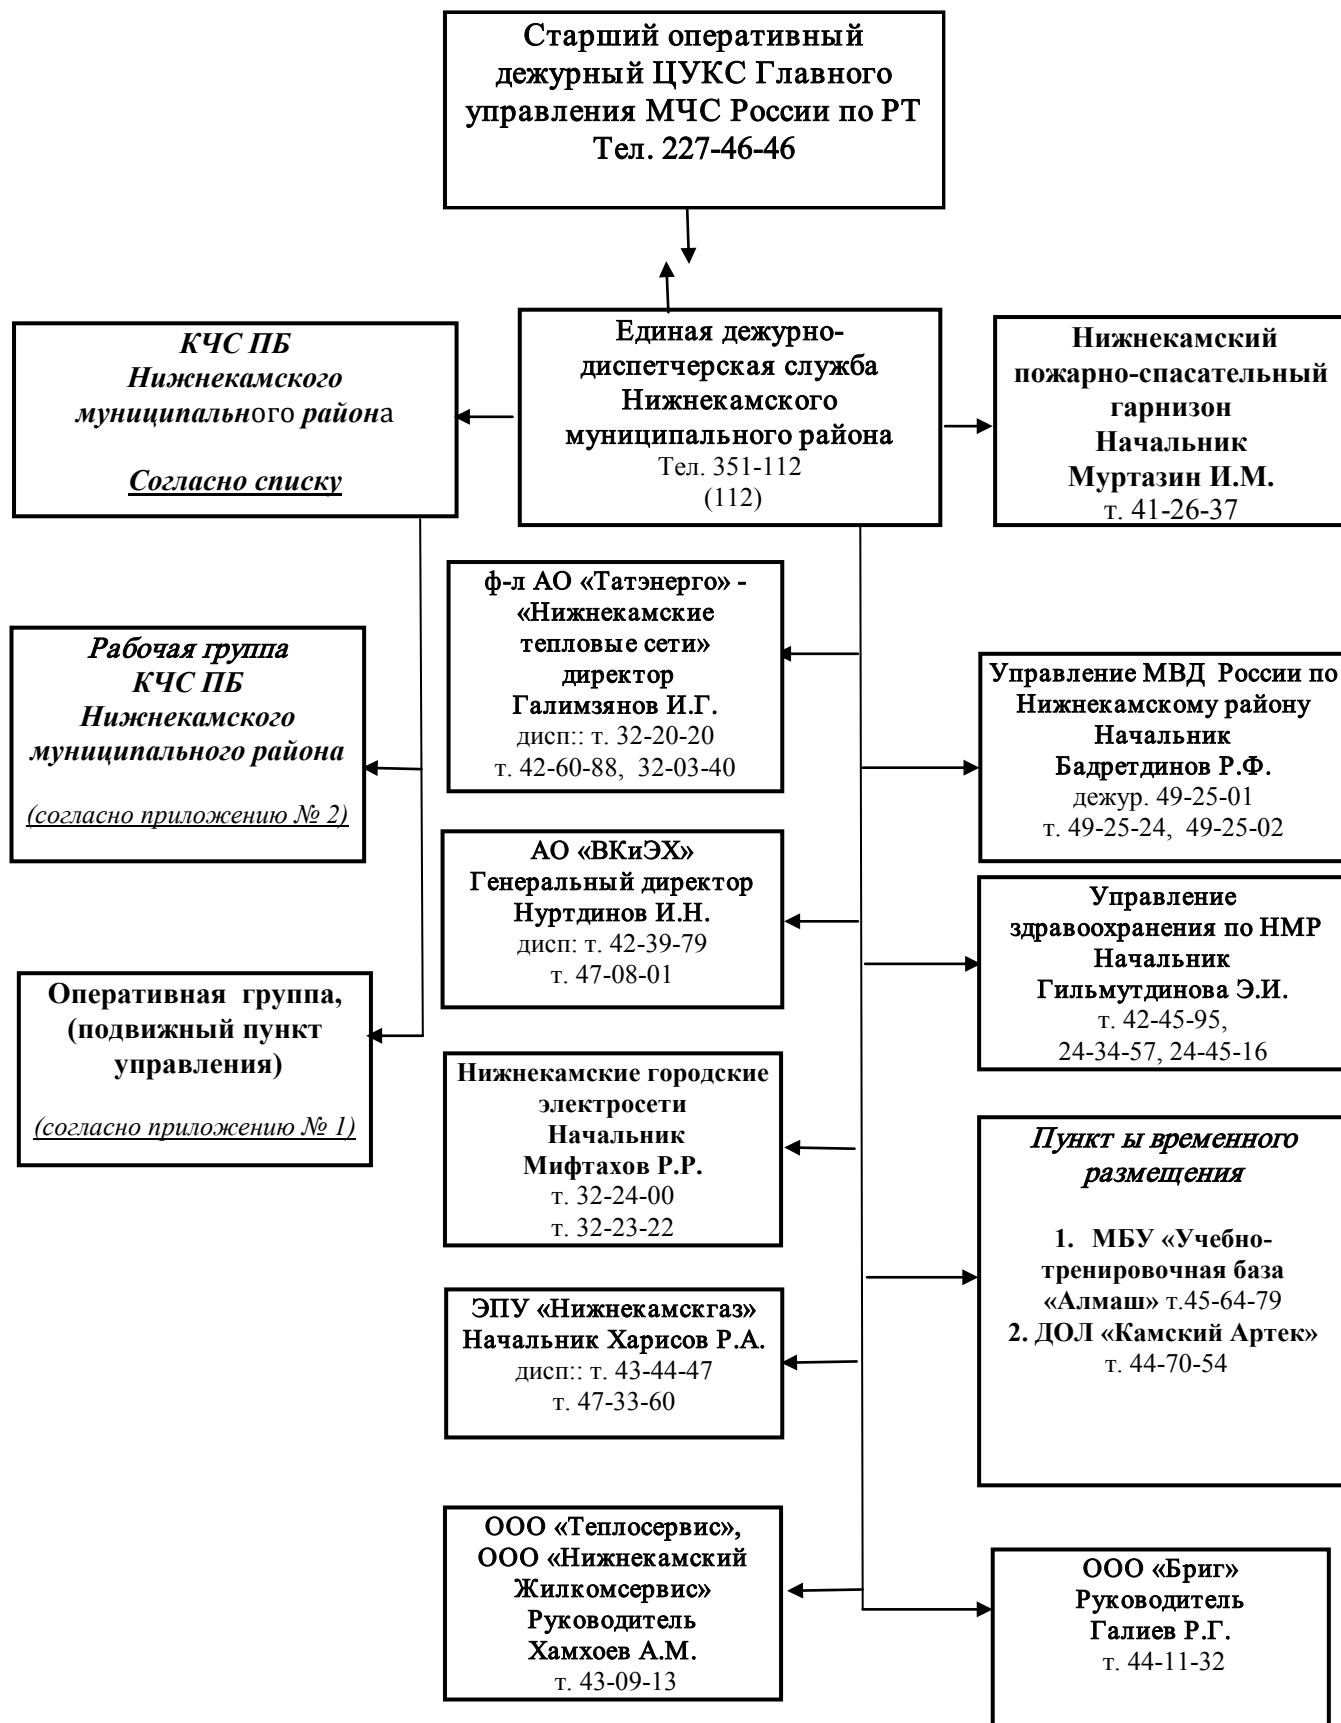 Старший оперативный
дежурный ЦУКС Главного
управления МЧС России по РТ
Тел. 227-46-46
КЧС ПБ
Нижнекамского
муниципального района
Согласно списку
Единая дежурно-
диспетчерская служба
Нижнекамского
муниципального района
Тел. 351-112
(112)
Нижнекамский
пожарно-спасательный
гарнизон
Начальник
Муртазин И.М.
т. 41-26-37
Рабочая группа
КЧС ПБ
Нижнекамского
муниципального района
(согласно приложению № 2)
ф-л АО «Татэнерго» -
«Нижнекамские
тепловые сети»
директор
Галимзянов И.Г.
дисп:: т. 32-20-20
т. 42-60-88, 32-03-40
Управление МВД России по
Нижнекамскому району
Начальник
Бадретдинов Р.Ф.
дежур. 49-25-01
т. 49-25-24, 49-25-02
АО «ВКиЭХ»
Генеральный директор
Нуртдинов И.Н.
дисп: т. 42-39-79
т. 47-08-01
Управление
здравоохранения по НМР
Начальник
Гильмутдинова Э.И.
т. 42-45-95,
24-34-57, 24-45-16
Оперативная группа,
(подвижный пункт
управления)
(согласно приложению № 1)
Нижнекамские городские
электросети
Начальник
Мифтахов Р.Р.
т. 32-24-00
т. 32-23-22
Пункт ы временного
размещения
1. МБУ «Учебно-
тренировочная база
«Алмаш» т.45-64-79
2. ДОЛ «Камский Артек»
т. 44-70-54
ЭПУ «Нижнекамскгаз»
Начальник Харисов Р.А.
дисп:: т. 43-44-47
т. 47-33-60
ООО «Теплосервис»,
ООО «Нижнекамский
Жилкомсервис»
Руководитель
Хамхоев А.М.
т. 43-09-13
ООО «Бриг»
Руководитель
Галиев Р.Г.
т. 44-11-32